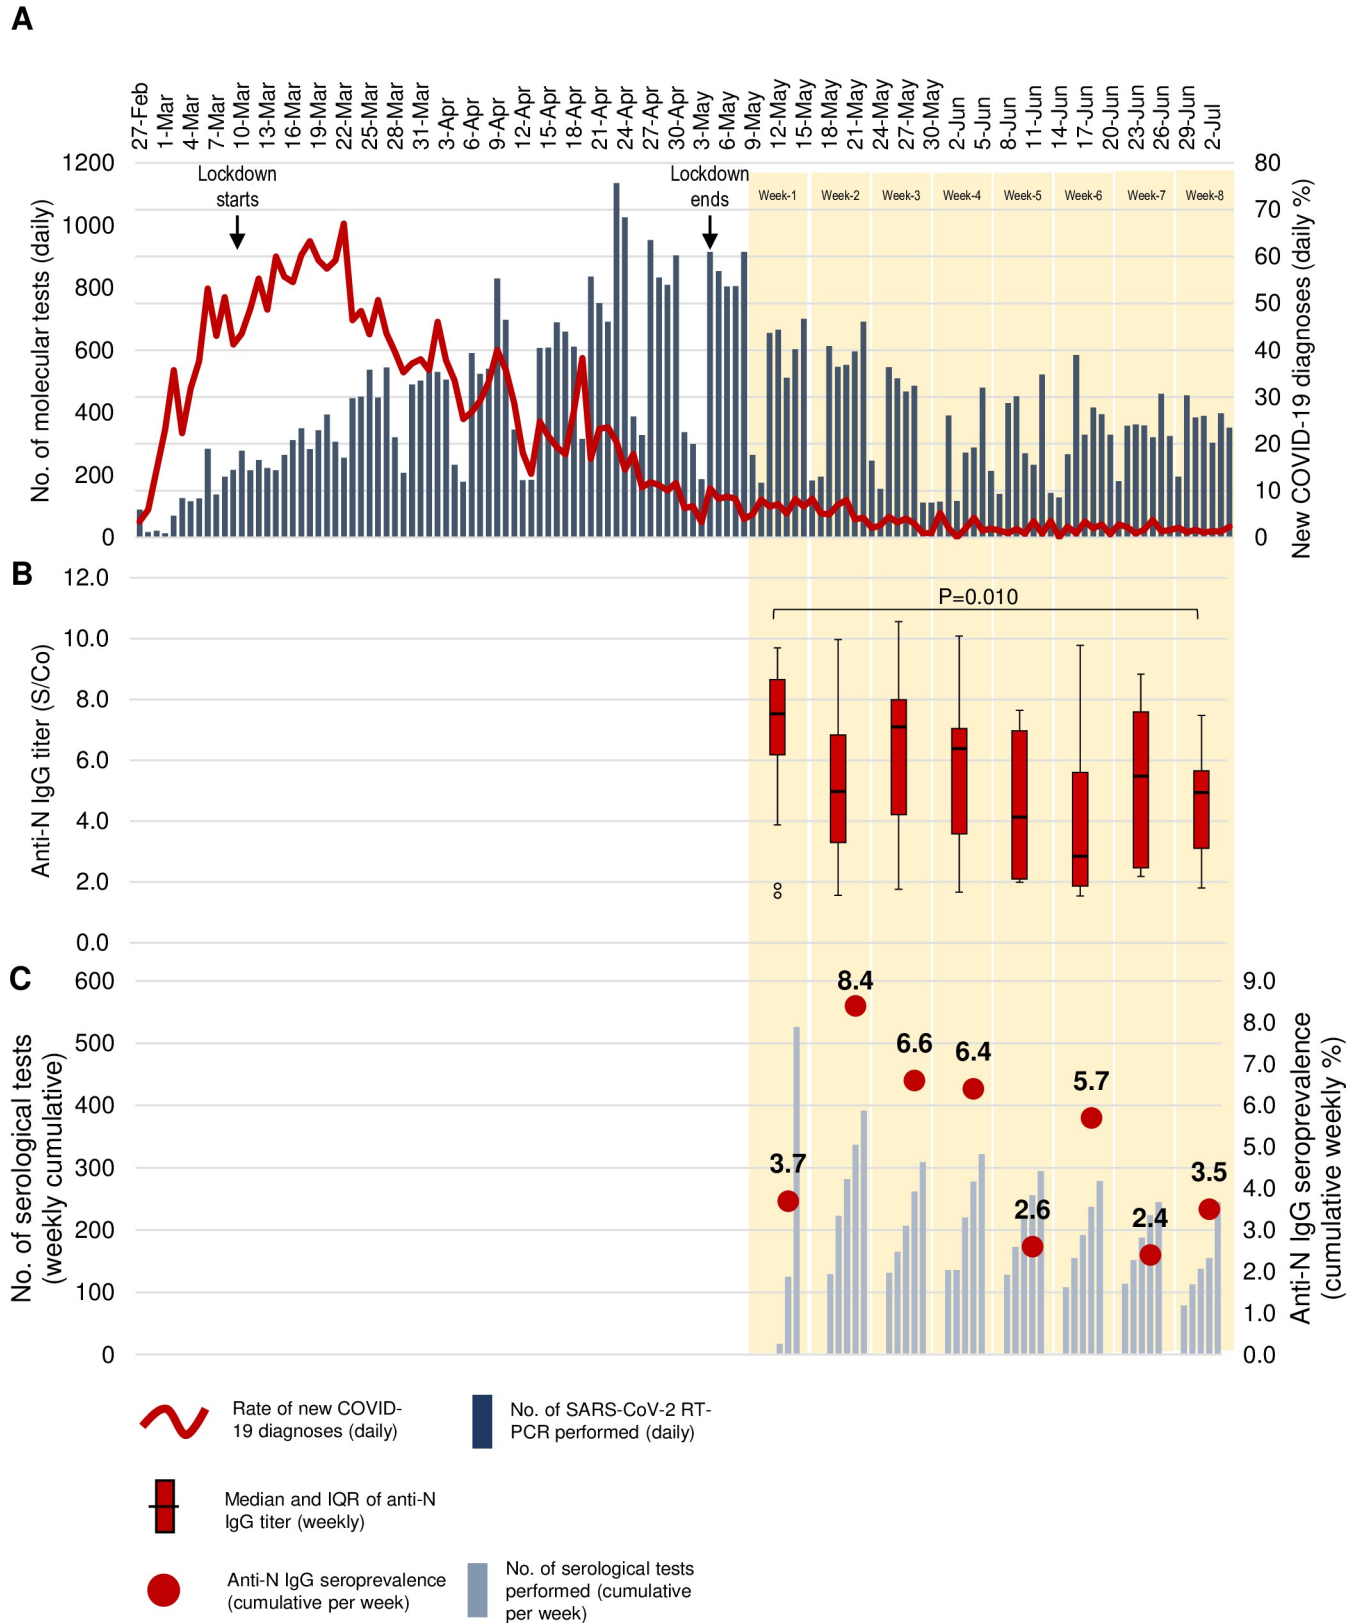 A
27-Feb
1-Mar
4-Mar
7-Mar
10-Mar
13-Mar
16-Mar
19-Mar
22-Mar
25-Mar
28-Mar
31-Mar
3-Apr
6-Apr
9-Apr
12-Apr
15-Apr
18-Apr
21-Apr
24-Apr
27-Apr
30-Apr
3-May
6-May
9-May
12-May
15-May
18-May
21-May
24-May
27-May
30-May
2-Jun
5-Jun
8-Jun
11-Jun
14-Jun
17-Jun
20-Jun
23-Jun
26-Jun
29-Jun
2-Jul
No. of molecular tests (daily)
1200
1000
800
600
400
200
0
Lockdown
starts
Lockdown
ends
Week-1
Week-2
Week-3
Week-4
Week-5
Week-6
Week-7
Week-8
80
70
60
50
40
30
20
10
0
New COVID-19 diagnoses (daily %)
B
Anti-N IgG titer (S/Co)
12.0
10.0
8.0
6.0
4.0
2.0
0.0
P=0.010
C
No. of serological tests
(weekly cumulative)
600
500
400
300
200
100
0
3.7
8.4
6.6
6.4
2.6
5.7
2.4
3.5
9.0
8.0
7.0
6.0
5.0
4.0
3.0
2.0
1.0
0.0
Anti-N IgG seroprevalence
(cumulative weekly %)
Rate of new COVID-
19 diagnoses (daily)
No. of SARS-CoV-2 RT-
PCR performed (daily)
Median and IQR of anti-N
IgG titer (weekly)
Anti-N IgG seroprevalence
(cumulative per week)
No. of serological tests
performed (cumulative
per week)